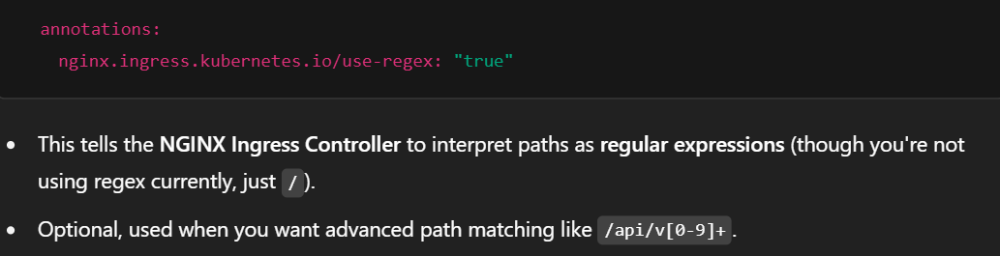 annotations:
nginx.ingress.kubernetes.io/use-regex: "true"
• This tells the NGINX Ingress Controller to interpret paths as regular expressions (though you're not
using regex currently, just /).
• Optional, used when you want advanced path matching like /api/v[0-9]+.